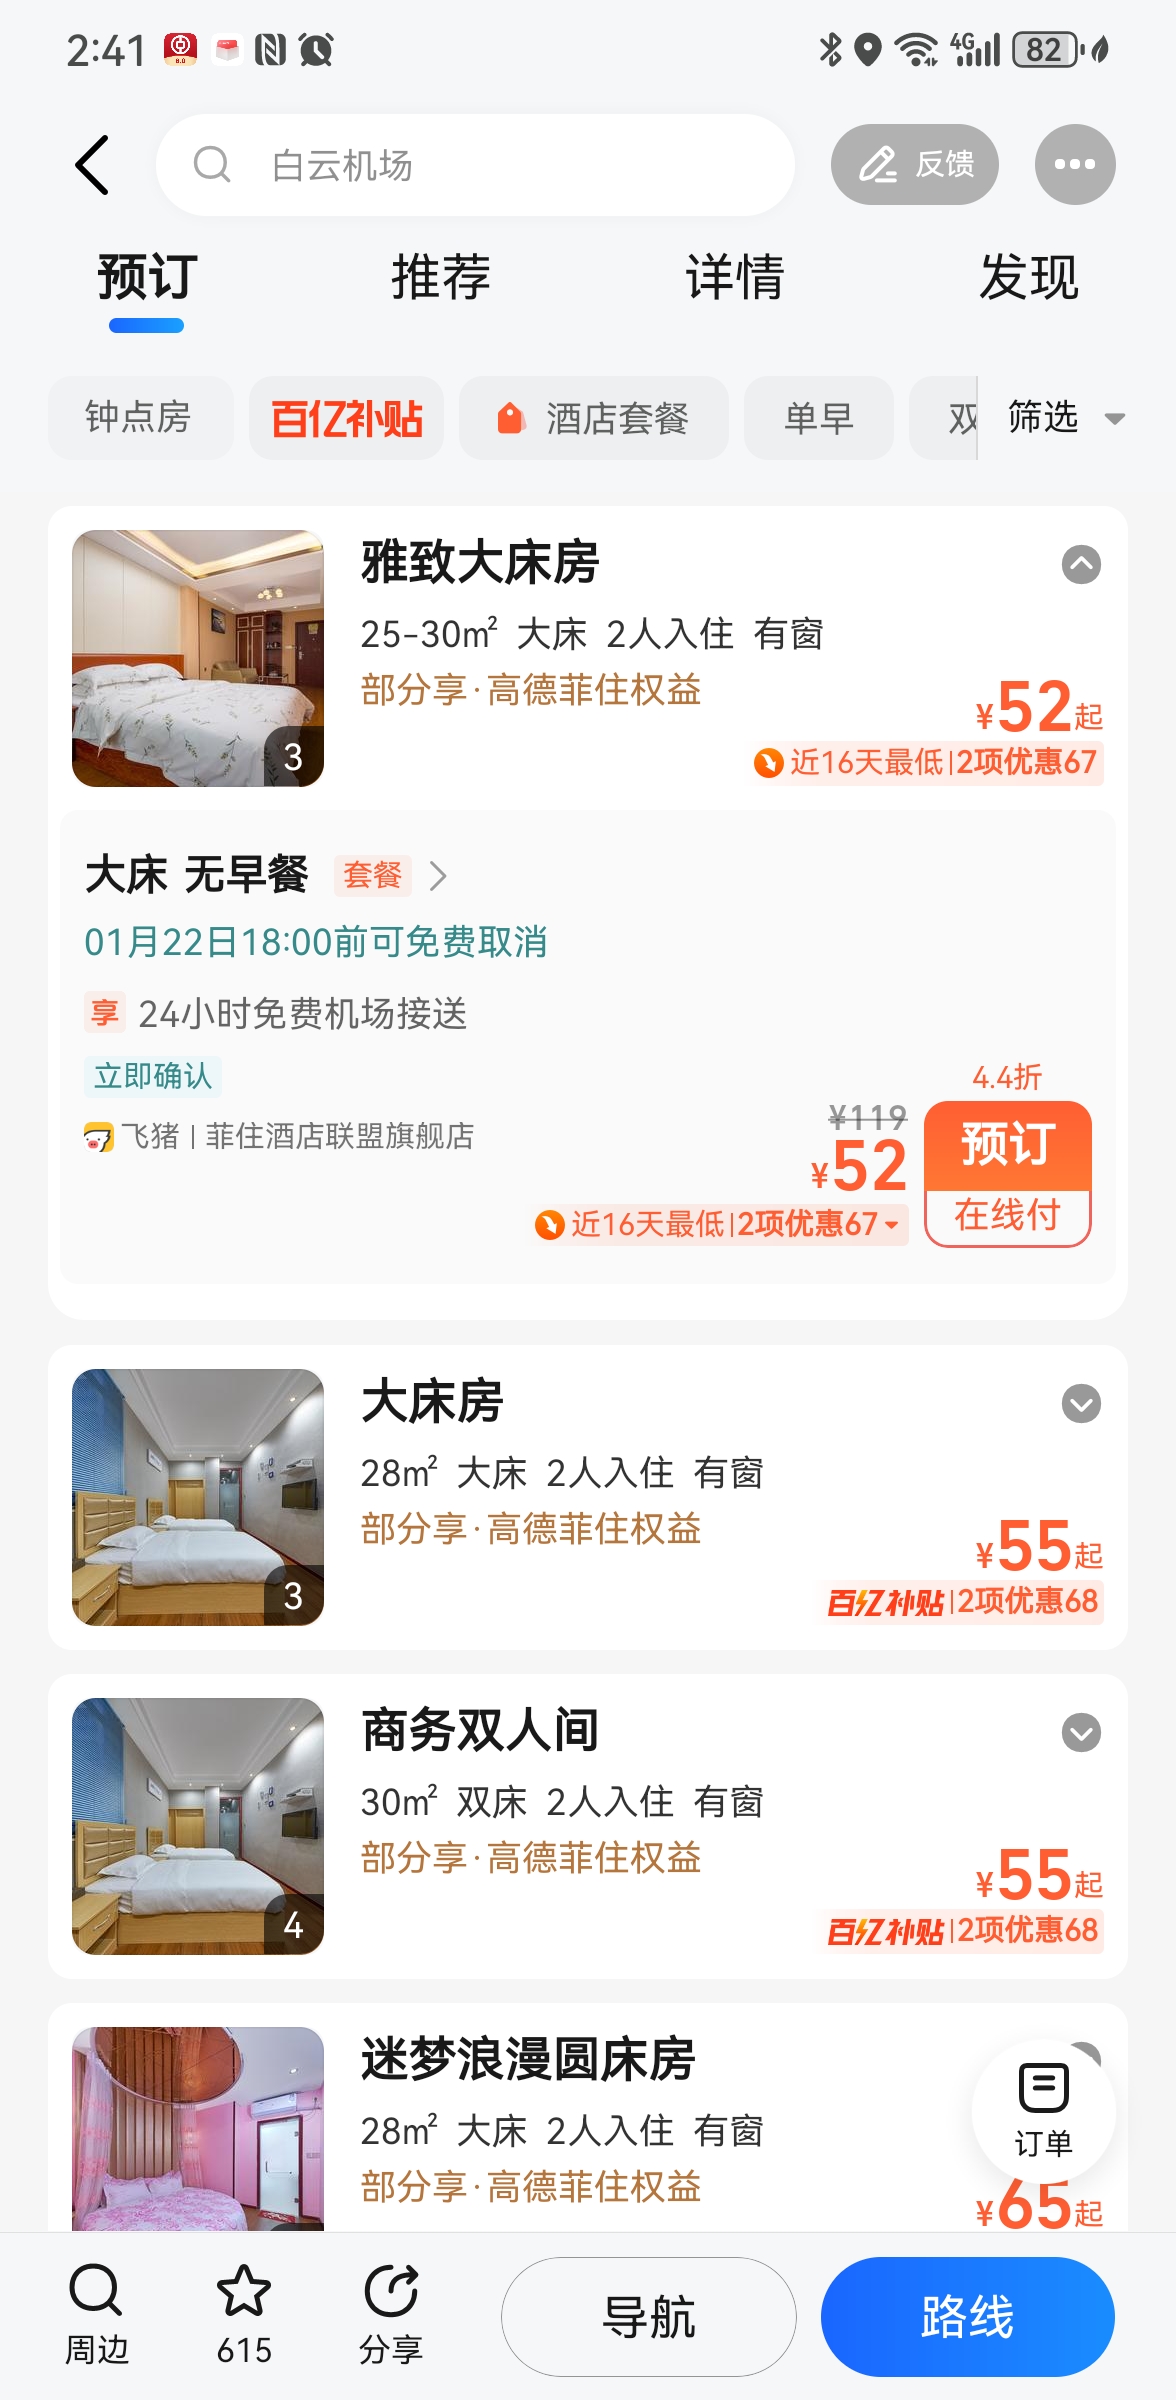 2:41
4G
82
白云机场
反馈
预订 推荐 详情 发现
钟点房 百亿补贴 酒店套餐 单早 双 筛选
雅致大床房
25-30㎡ 大床 2人入住 有窗
部分享·高德菲住权益
¥52起
近16天最低|2项优惠67
3
大床 无早餐 套餐
01月22日18:00前可免费取消
享 24小时免费机场接送
立即确认
飞猪 | 菲住酒店联盟旗舰店
4.4折
¥119
¥52
预订
在线付
近16天最低|2项优惠67
大床房
28㎡ 大床 2人入住 有窗
部分享·高德菲住权益
¥55起
百亿补贴|2项优惠68
3
商务双人间
30㎡ 双床 2人入住 有窗
部分享·高德菲住权益
¥55起
百亿补贴|2项优惠68
4
迷梦浪漫圆床房
28㎡ 大床 2人入住 有窗
部分享·高德菲住权益
订单
¥65起
周边 615 分享 导航 路线